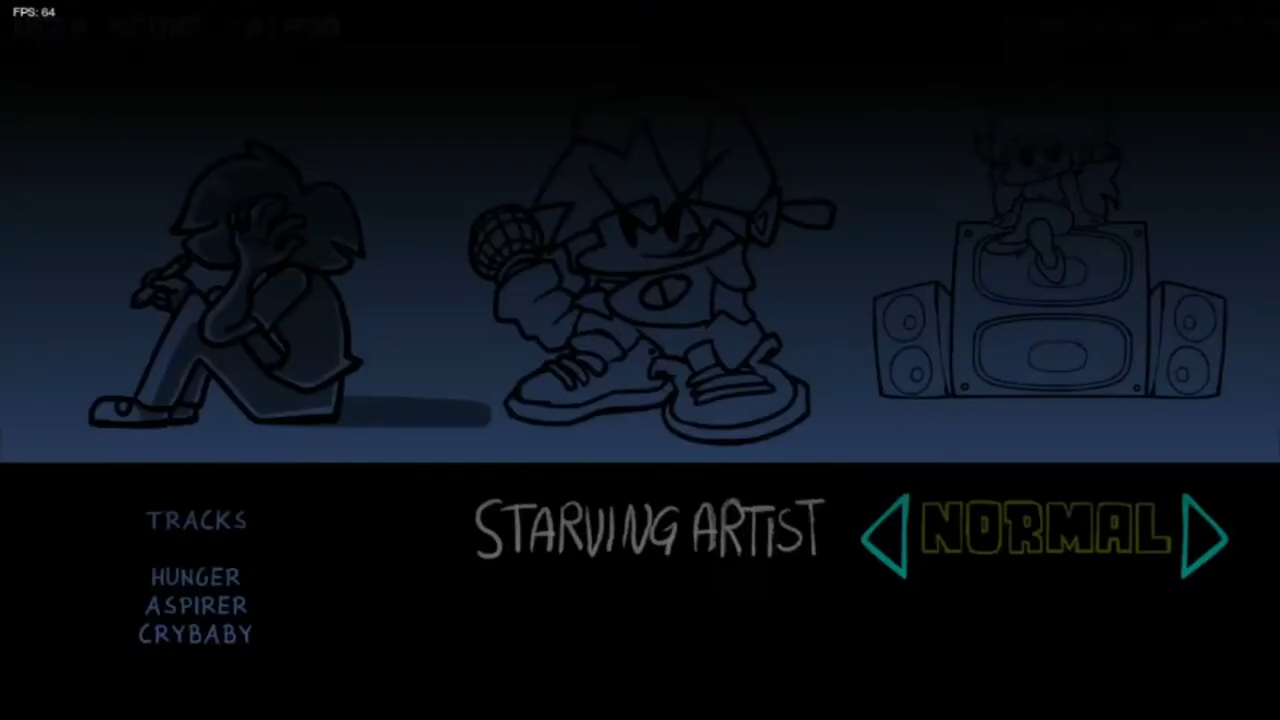 FPS: 64
STARVING ARTIST
NORMAL
TRACKS
HUNGER
ASPIRER
CRYBABY